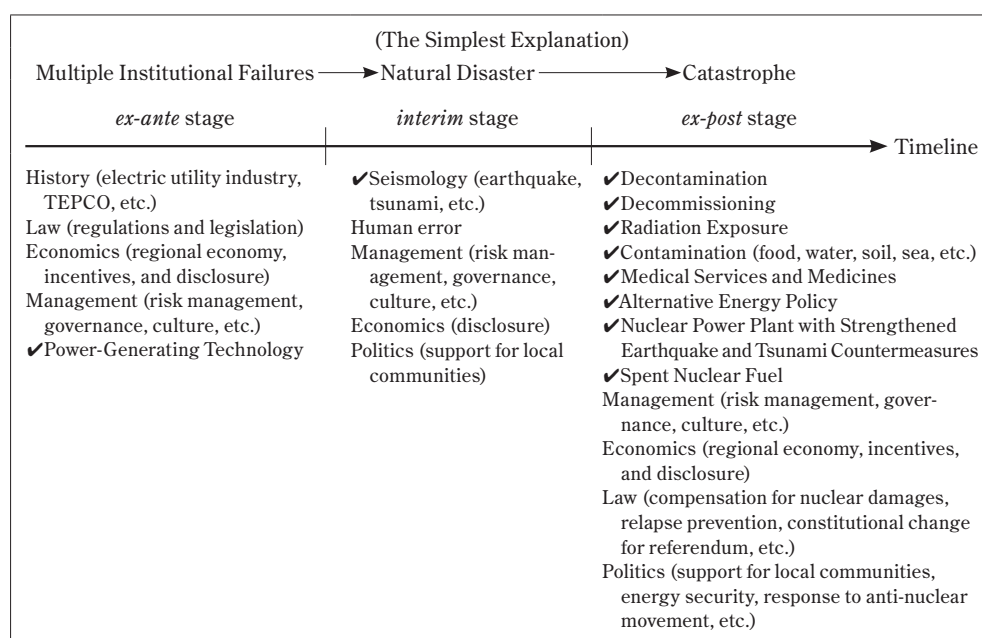 (The Simplest Explanation)
Multiple Institutional Failures Natural Disaster Catastrophe
ex-ante stage interim stage ex-post stage
Timeline
History (electric utility industry,
TEPCO, etc.)
Law (regulations and legislation)
Economics (regional economy,
incentives, and disclosure)
Management (risk management,
governance, culture, etc.)
✔Power-Generating Technology
✔Seismology (earthquake,
tsunami, etc.)
Human error
Management (risk man-
agement, governance,
culture, etc.)
Economics (disclosure)
Politics (support for local
communities)
✔Decontamination
✔Decommissioning
✔Radiation Exposure
✔Contamination (food, water, soil, sea, etc.)
✔Medical Services and Medicines
✔Alternative Energy Policy
✔Nuclear Power Plant with Strengthened
Earthquake and Tsunami Countermeasures
✔Spent Nuclear Fuel
Management (risk management, gover-
nance, culture, etc.)
Economics (regional economy, incentives,
and disclosure)
Law (compensation for nuclear damages,
relapse prevention, constitutional change
for referendum, etc.)
Politics (support for local communities,
energy security, response to anti-nuclear
movement, etc.)